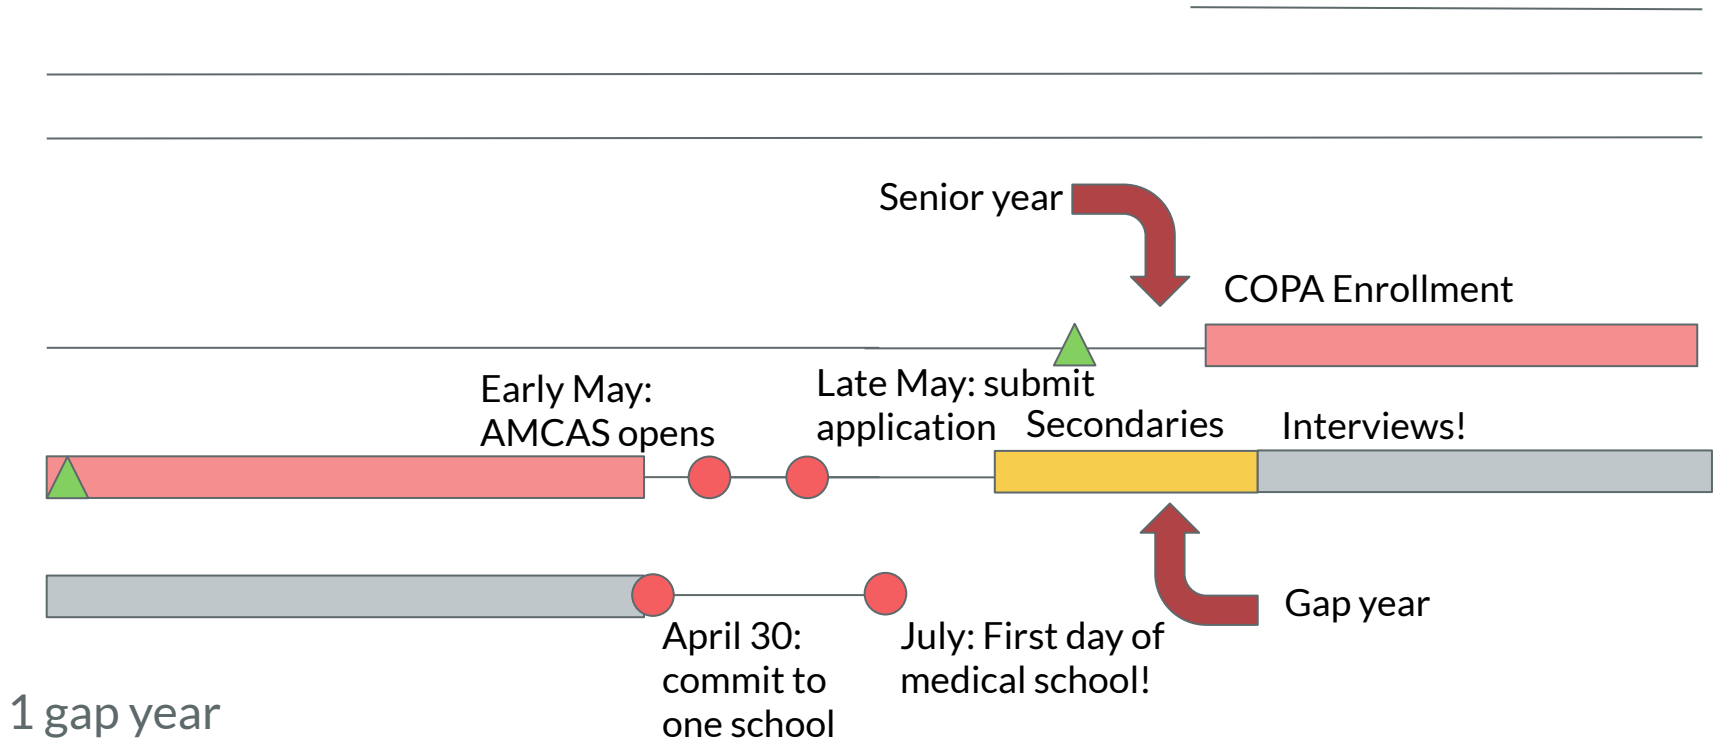 Senior year
COPA Enrollment
Early May:
AMCAS opens
Late May: submit
application
Secondaries
Interviews!
Gap year
April 30:
commit to
one school
July: First day of
medical school!
1 gap year